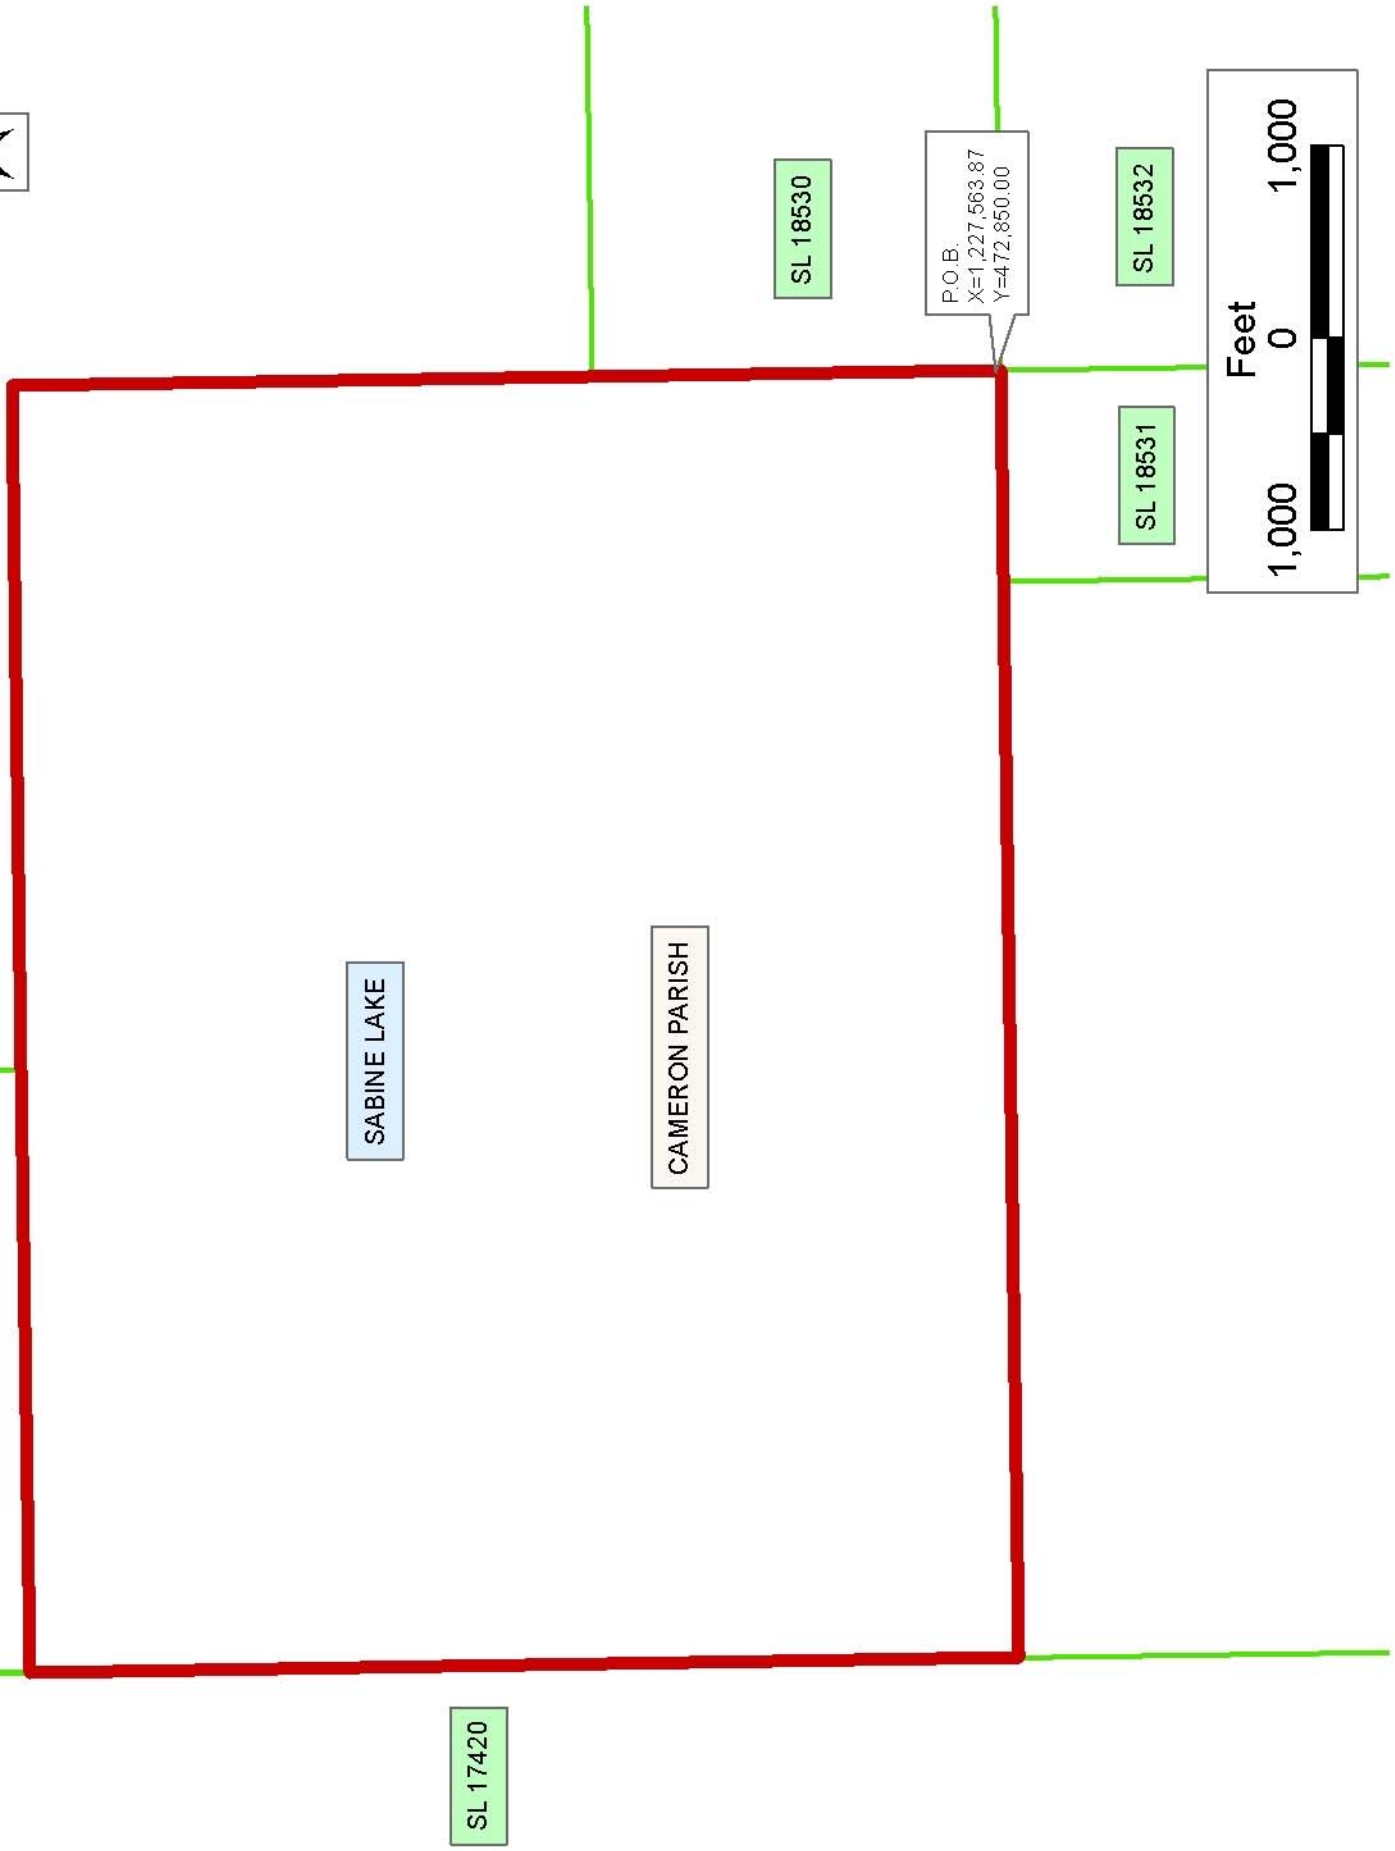 SABINE LAKE
SL 17420
CAMERON PARISH
SL 18530
P.O.B.
X=1,227,563.87
Y=472,850.00
SL 18531
SL 18532
Feet
1,000 0 1,000